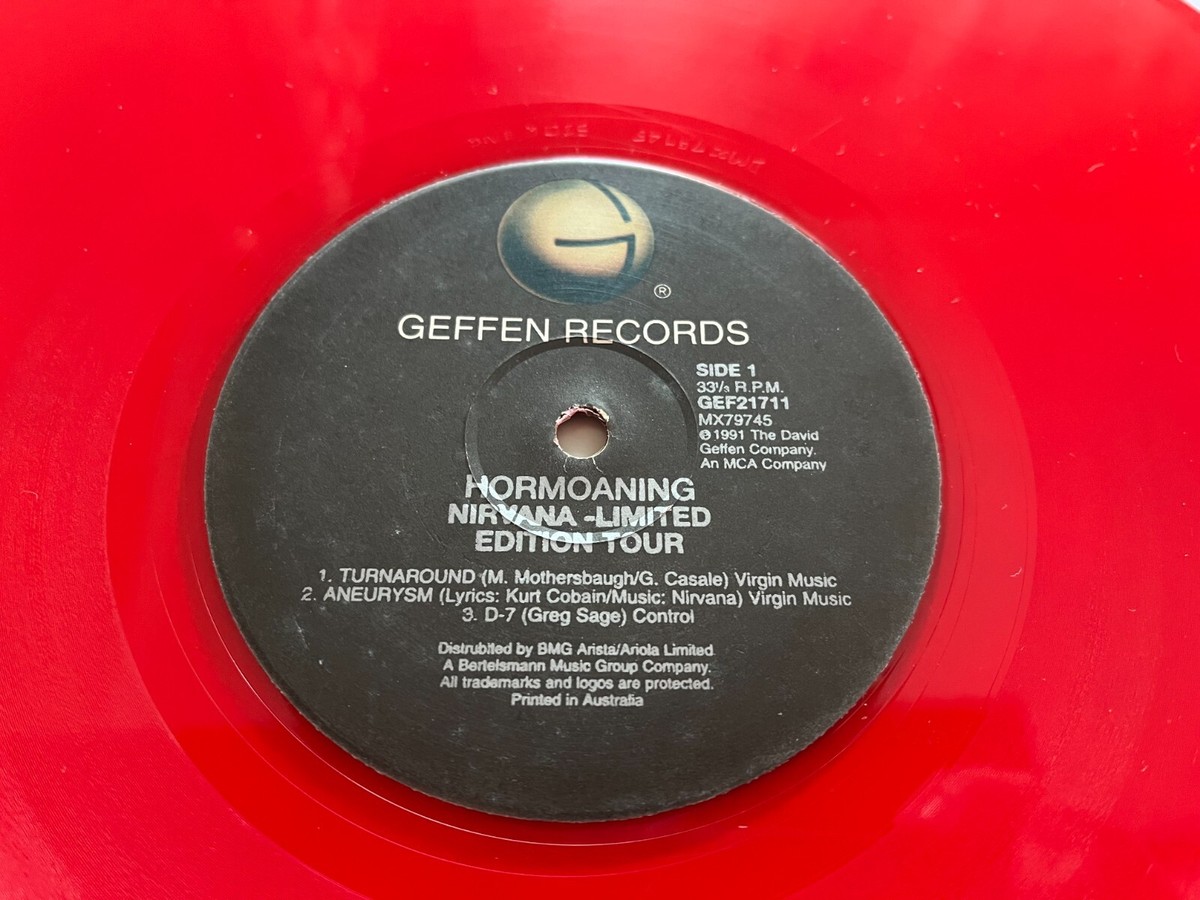 ®
GEFFEN RECORDS
SIDE 1
33⅓ R.P.M.
GEF21711
MX79745
℗ 1991 The David
Geffen Company.
An MCA Company
HORMOANING
NIRVANA -LIMITED
EDITION TOUR
1. TURNAROUND (M. Mothersbaugh/G. Casale) Virgin Music
2. ANEURYSM (Lyrics: Kurt Cobain/Music: Nirvana) Virgin Music
3. D-7 (Greg Sage) Control
Distrubited by BMG Arista/Ariola Limited
A Bertelsmann Music Group Company.
All trademarks and logos are protected.
Printed in Australia